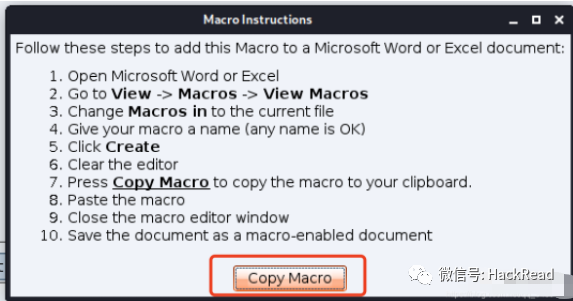 Macro Instructions
Follow these steps to add this Macro to a Microsoft Word or Excel document:
1. Open Microsoft Word or Excel
2. Go to View -> Macros -> View Macros
3. Change Macros in to the current file
4. Give your macro a name (any name is OK)
5. Click Create
6. Clear the editor
7. Press Copy Macro to copy the macro to your clipboard.
8. Paste the macro
9. Close the macro editor window
10. Save the document as a macro-enabled document
Copy Macro
微信号: HackRead